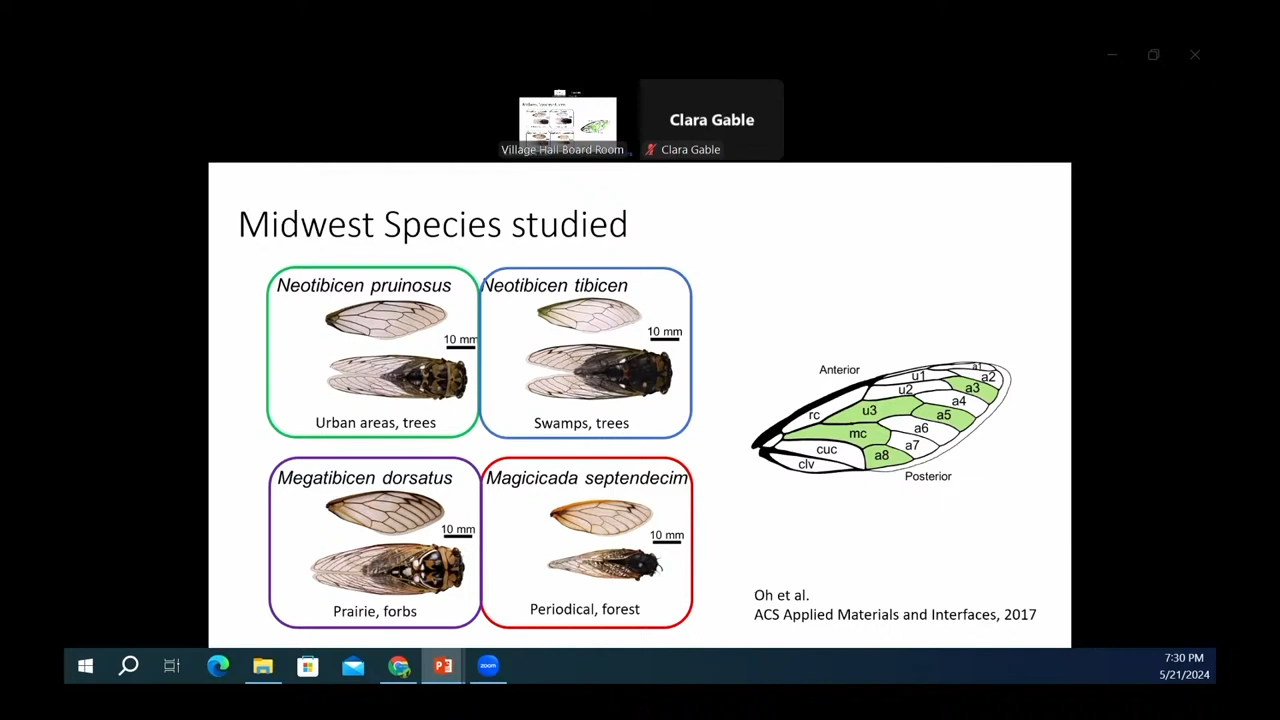 Clara Gable
Village Hall Board Room
Clara Gable
Midwest Species studied
Neotibicen pruinosus
10 mm
Urban areas, trees
Neotibicen tibicen
10 mm
Swamps, trees
Megatibicen dorsatus
10 mm
Prairie, forbs
Magicicada septendecim
10 mm
Periodical, forest
Anterior
a1
u1
a2
u2
a3
a4
rc
u3
a5
mc
a6
cuc
a7
clv
a8
Posterior
Oh et al.
ACS Applied Materials and Interfaces, 2017
zoom
7:30 PM
5/21/2024